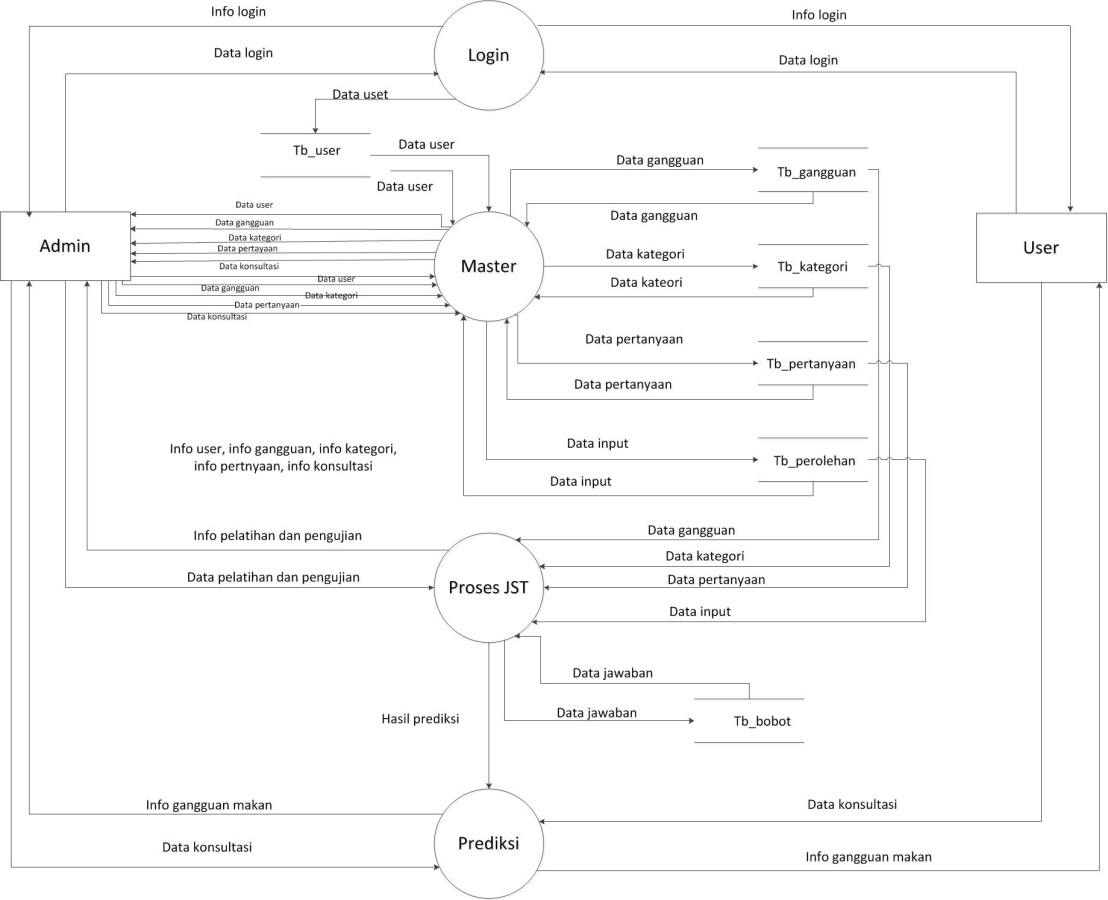 Info login
Info login
Login
Data login
Data login
Data uset
Tb_user
Data user
Data user
Data gangguan
Tb_gangguan
Data gangguan
Data user
Data gangguan
Data kategori
Data pertayaan
Data konsultasi
Admin
Master
User
Data kategori
Tb_kategori
Data kateori
Data user
Data gangguan
Data kategori
Data pertanyaan
Data konsultasi
Data pertanyaan
Tb_pertanyaan
Data pertanyaan
Info user, info gangguan, info kategori,
info pertnyaan, info konsultasi
Data input
Tb_perolehan
Data input
Info pelatihan dan pengujian
Data gangguan
Data kategori
Data pelatihan dan pengujian
Proses JST
Data pertanyaan
Data input
Data jawaban
Hasil prediksi
Data jawaban
Tb_bobot
Info gangguan makan
Data konsultasi
Prediksi
Data konsultasi
Info gangguan makan